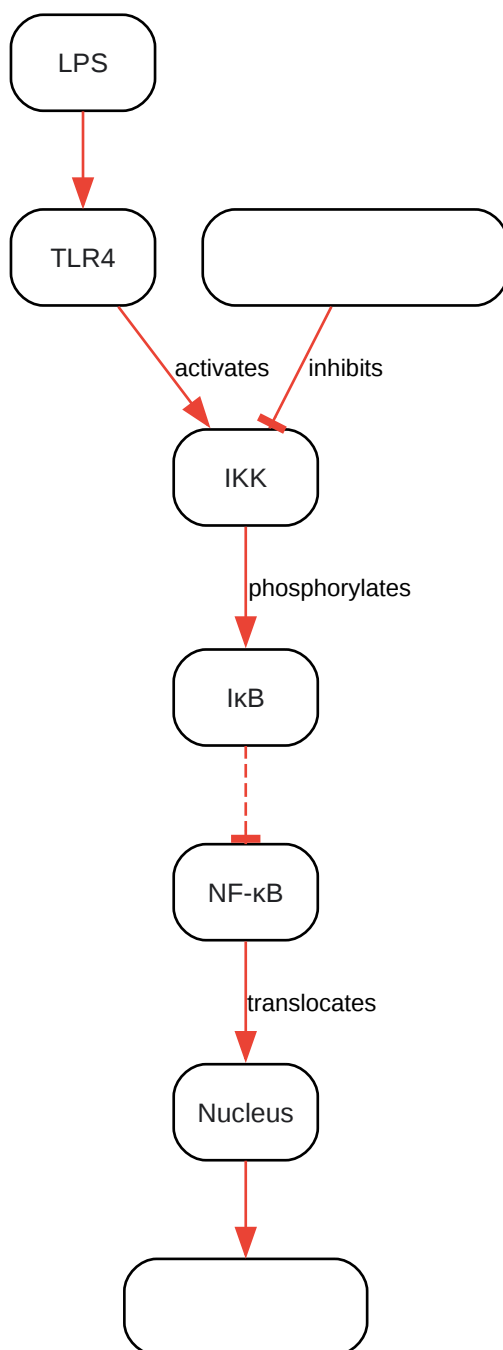 LPS
TLR4
activates
inhibits
IKK
phosphorylates
IκB
NF-κB
translocates
Nucleus